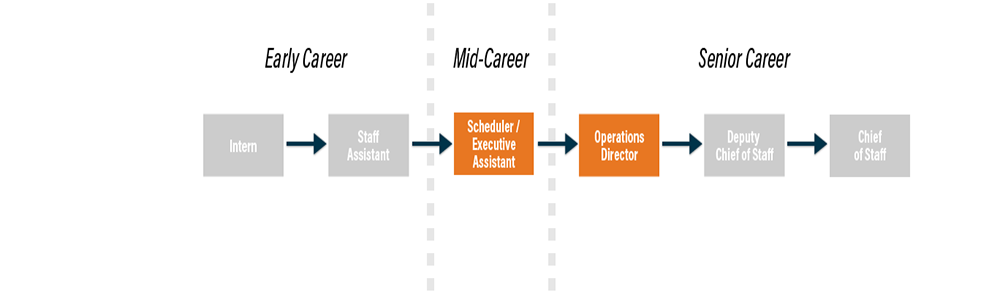 Early Career
Mid-Career
Senior Career
Intern
Staff
Assistant
Scheduler /
Executive
Assistant
Operations
Director
Deputy
Chief of Staff
Chief
of Staff